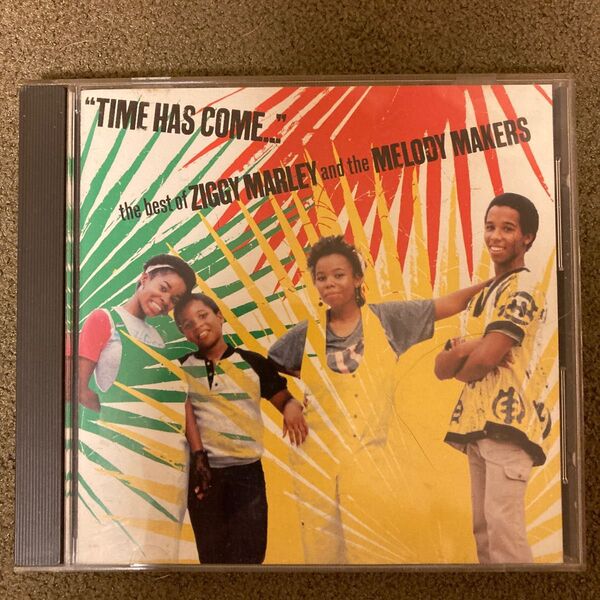 "TIME HAS COME..."
the best of ZIGGY MARLEY and the MELODY MAKERS